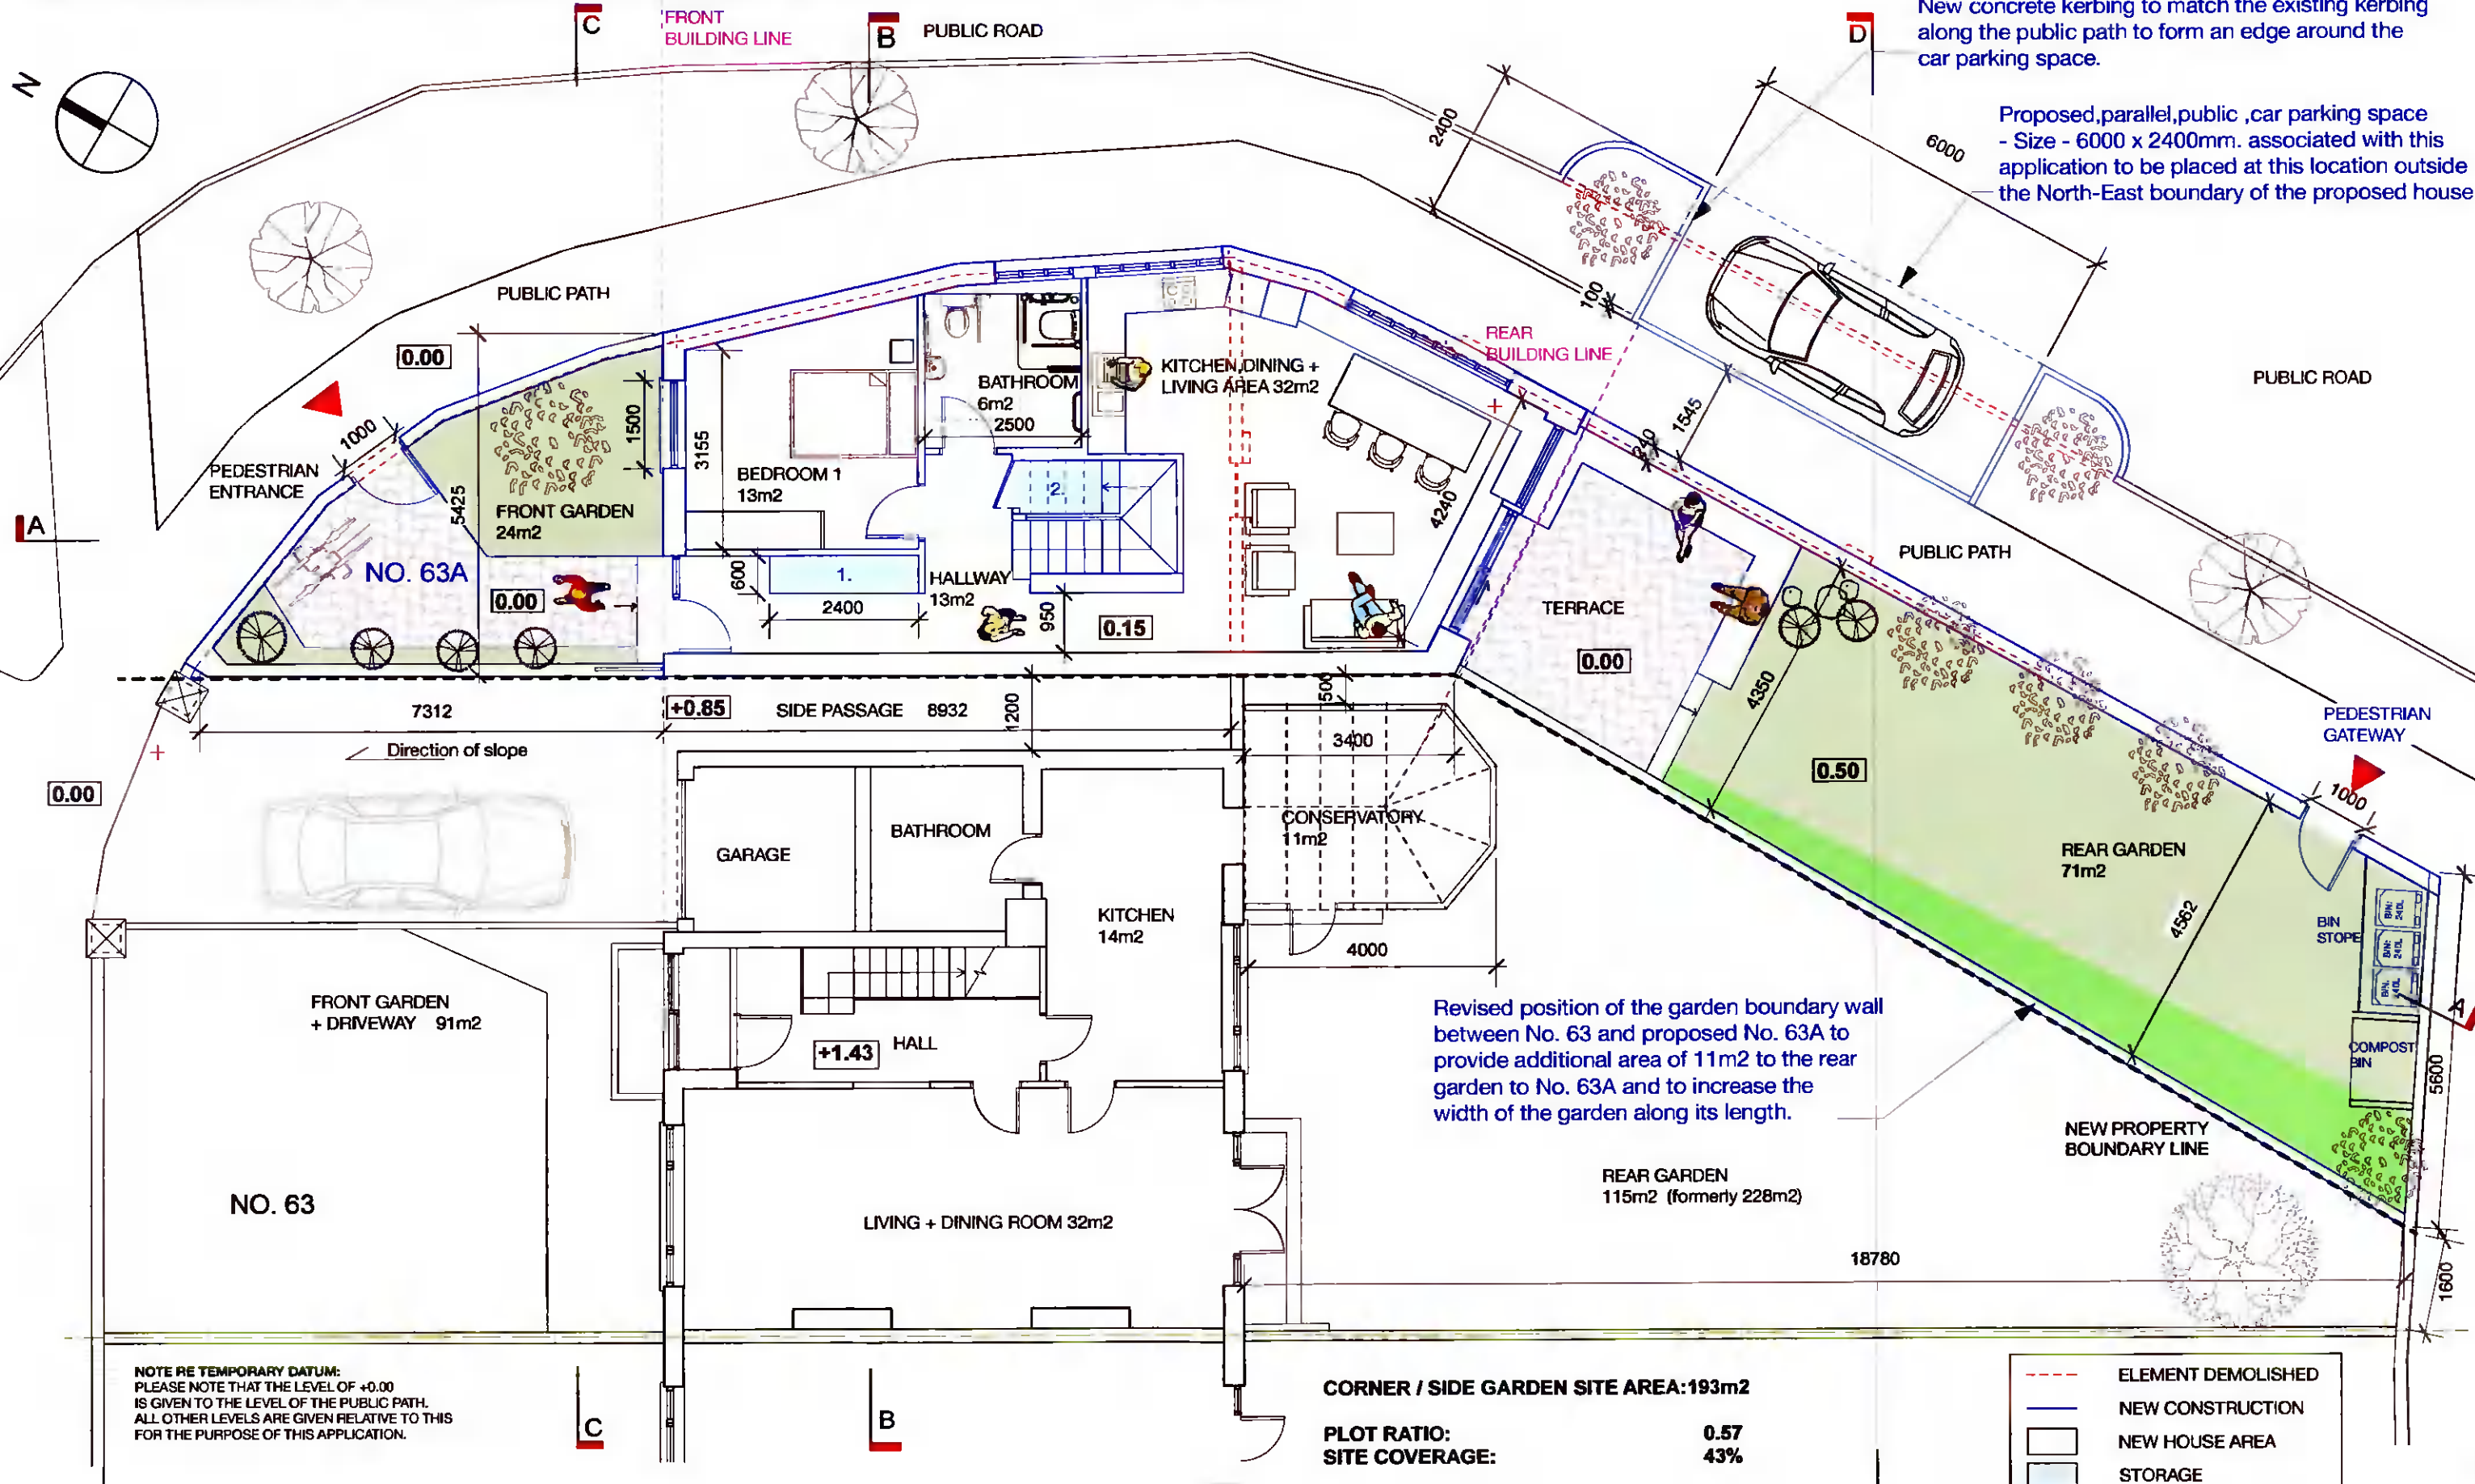 C
FRONT
BUILDING LINE
B
PUBLIC ROAD
D
New concrete kerbing to match the existing kerbing
along the public path to form an edge around the
car parking space.
N
2400
6000
Proposed,parallel,public ,car parking space
- Size - 6000 x 2400mm. associated with this
application to be placed at this location outside
the North-East boundary of the proposed house
PUBLIC PATH
100
0.00
REAR
BUILDING LINE
PUBLIC ROAD
KITCHEN,DINING +
LIVING AREA 32m2
BATHROOM
6m2
2500
1000
1500
3155
1545
340
PEDESTRIAN
ENTRANCE
BEDROOM 1
13m2
2.
5425
4240
FRONT GARDEN
24m2
A
PUBLIC PATH
NO. 63A
0.00
600
1.
2400
HALLWAY
13m2
950
0.15
TERRACE
0.00
4350
7312
+0.85
SIDE PASSAGE 8932
1200
500
3400
PEDESTRIAN
GATEWAY
Direction of slope
0.00
0.50
1000
GARAGE
BATHROOM
CONSERVATORY
11m2
REAR GARDEN
71m2
KITCHEN
14m2
4000
4562
BIN
STOPE
BIN:
240L
BIN:
240L
BIN:
240L
A
FRONT GARDEN
+ DRIVEWAY 91m2
+1.43
HALL
Revised position of the garden boundary wall
between No. 63 and proposed No. 63A to
provide additional area of 11m2 to the rear
garden to No. 63A and to increase the
width of the garden along its length.
COMPOST
BIN
5600
NEW PROPERTY
BOUNDARY LINE
NO. 63
LIVING + DINING ROOM 32m2
REAR GARDEN
115m2 (formerly 228m2)
18780
1600
NOTE RE TEMPORARY DATUM:
PLEASE NOTE THAT THE LEVEL OF +0.00
IS GIVEN TO THE LEVEL OF THE PUBLIC PATH.
ALL OTHER LEVELS ARE GIVEN RELATIVE TO THIS
FOR THE PURPOSE OF THIS APPLICATION.
C
B
CORNER / SIDE GARDEN SITE AREA:193m2
PLOT RATIO: 0.57
SITE COVERAGE: 43%
ELEMENT DEMOLISHED
NEW CONSTRUCTION
NEW HOUSE AREA
STORAGE